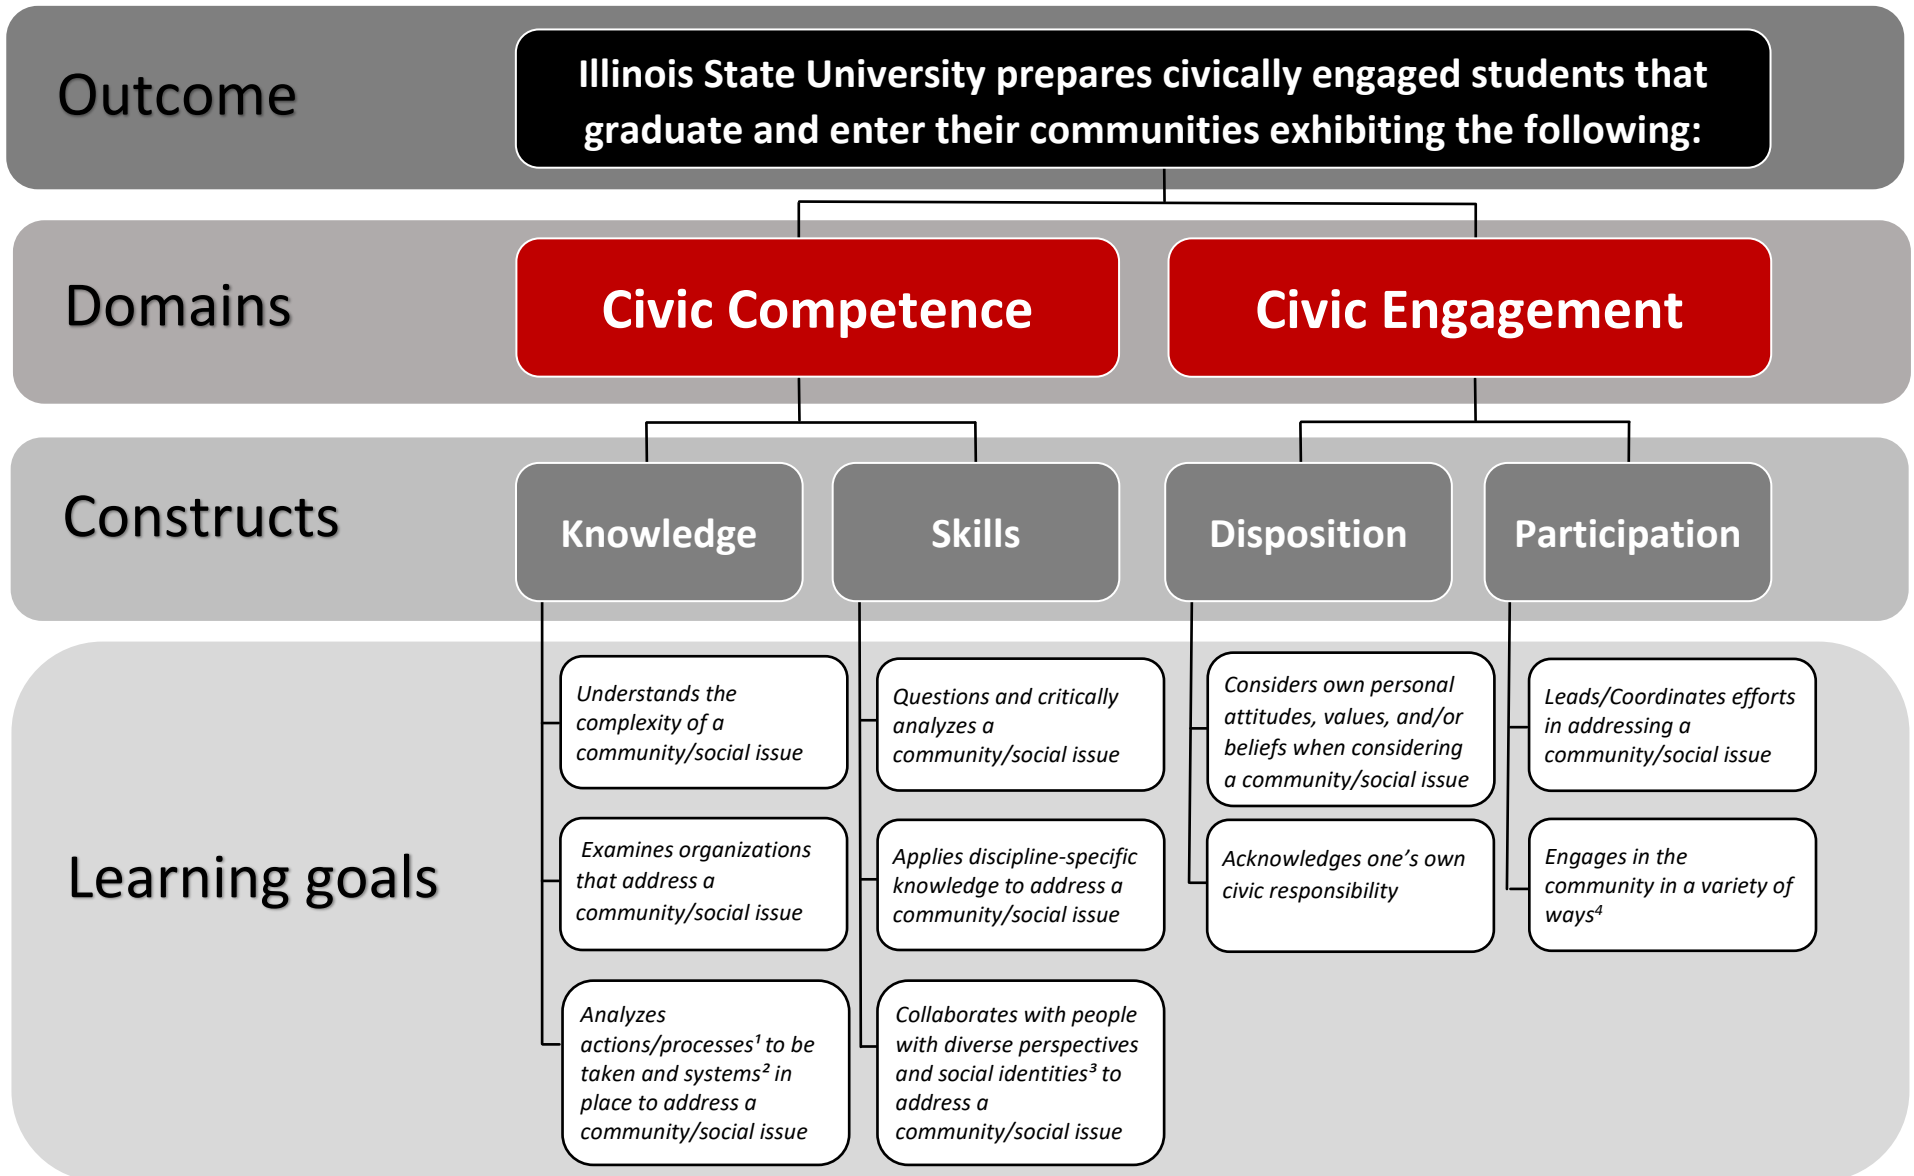 Outcome
Illinois State University prepares civically engaged students that
graduate and enter their communities exhibiting the following:
Domains
Civic Competence
Civic Engagement
Constructs
Knowledge
Skills
Disposition
Participation
Learning goals
Understands the
complexity of a
community/social issue
Examines organizations
that address a
community/social issue
Analyzes
actions/processes¹ to be
taken and systems² in
place to address a
community/social issue
Questions and critically
analyzes a
community/social issue
Applies discipline-specific
knowledge to address a
community/social issue
Collaborates with people
with diverse perspectives
and social identities³ to
address a
community/social issue
Considers own personal
attitudes, values, and/or
beliefs when considering
a community/social issue
Acknowledges one’s own
civic responsibility
Leads/Coordinates efforts
in addressing a
community/social issue
Engages in the
community in a variety of
ways⁴